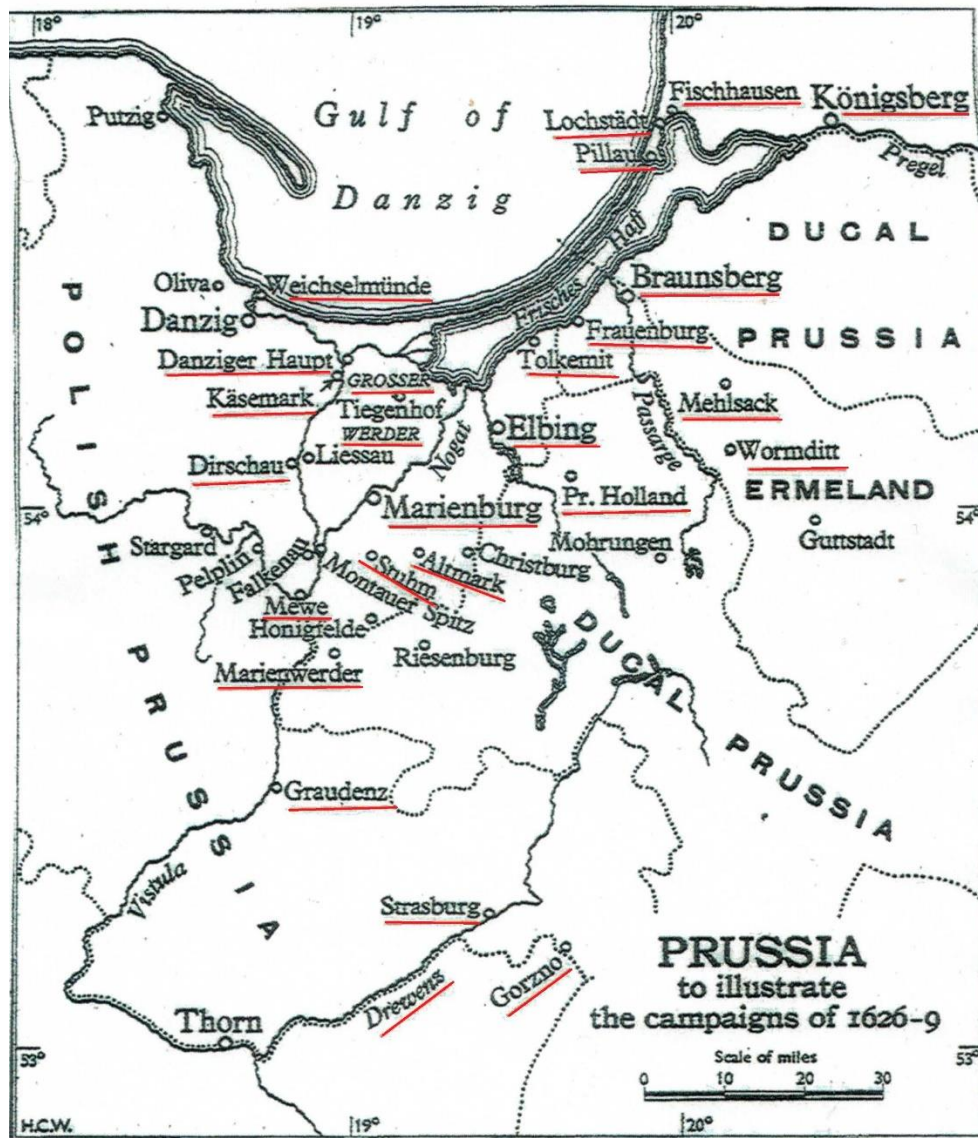 18°
19°
20°
Putzig
Gulf of
Danzig
Fischhausen
Lochstädt
Königsberg
Pillau
Pregel
DUCAL
PRUSSIA
Haff
Frisches
Braunsberg
Oliva
Weichselmünde
Danzig
Frauenburg
Danziger Haupt
Tolkemit
GROSSER
Käsemark
Tiegenhof
WERDER
Mehlsack
Passarge
Elbing
Nogat
Liessau
Dirschau
Wormditt
Pr. Holland
Marienburg
ERMELAND
54°
54°
Stargard
Mohrungen
Guttstadt
Pelplin
Falkenau
Christburg
Altmark
Stuhm
Montauer Spitz
Mewe
Honigfelde
Riesenburg
Marienwerder
DUCAL
PRUSSIA
POLISH PRUSSIA
Graudenz
Vistula
Strasburg
Gorzno
Drewens
Thorn
PRUSSIA
to illustrate
the campaigns of 1626-9
Scale of miles
0 10 20 30
53°
53°
H.C.W.
19°
20°